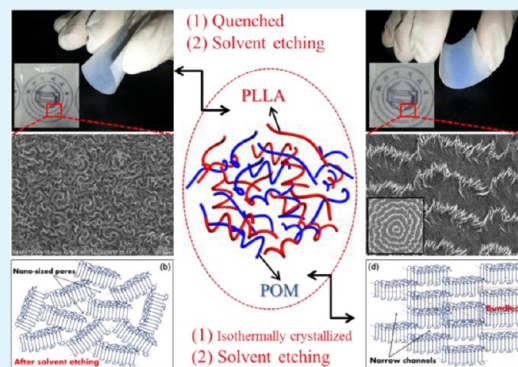 (1) Quenched
(2) Solvent etching
PLLA
POM
Nano-sized pores
(b)
After solvent etching
(d)
Bundle
Narrow channels
(1) Isothermally crystallized
(2) Solvent etching